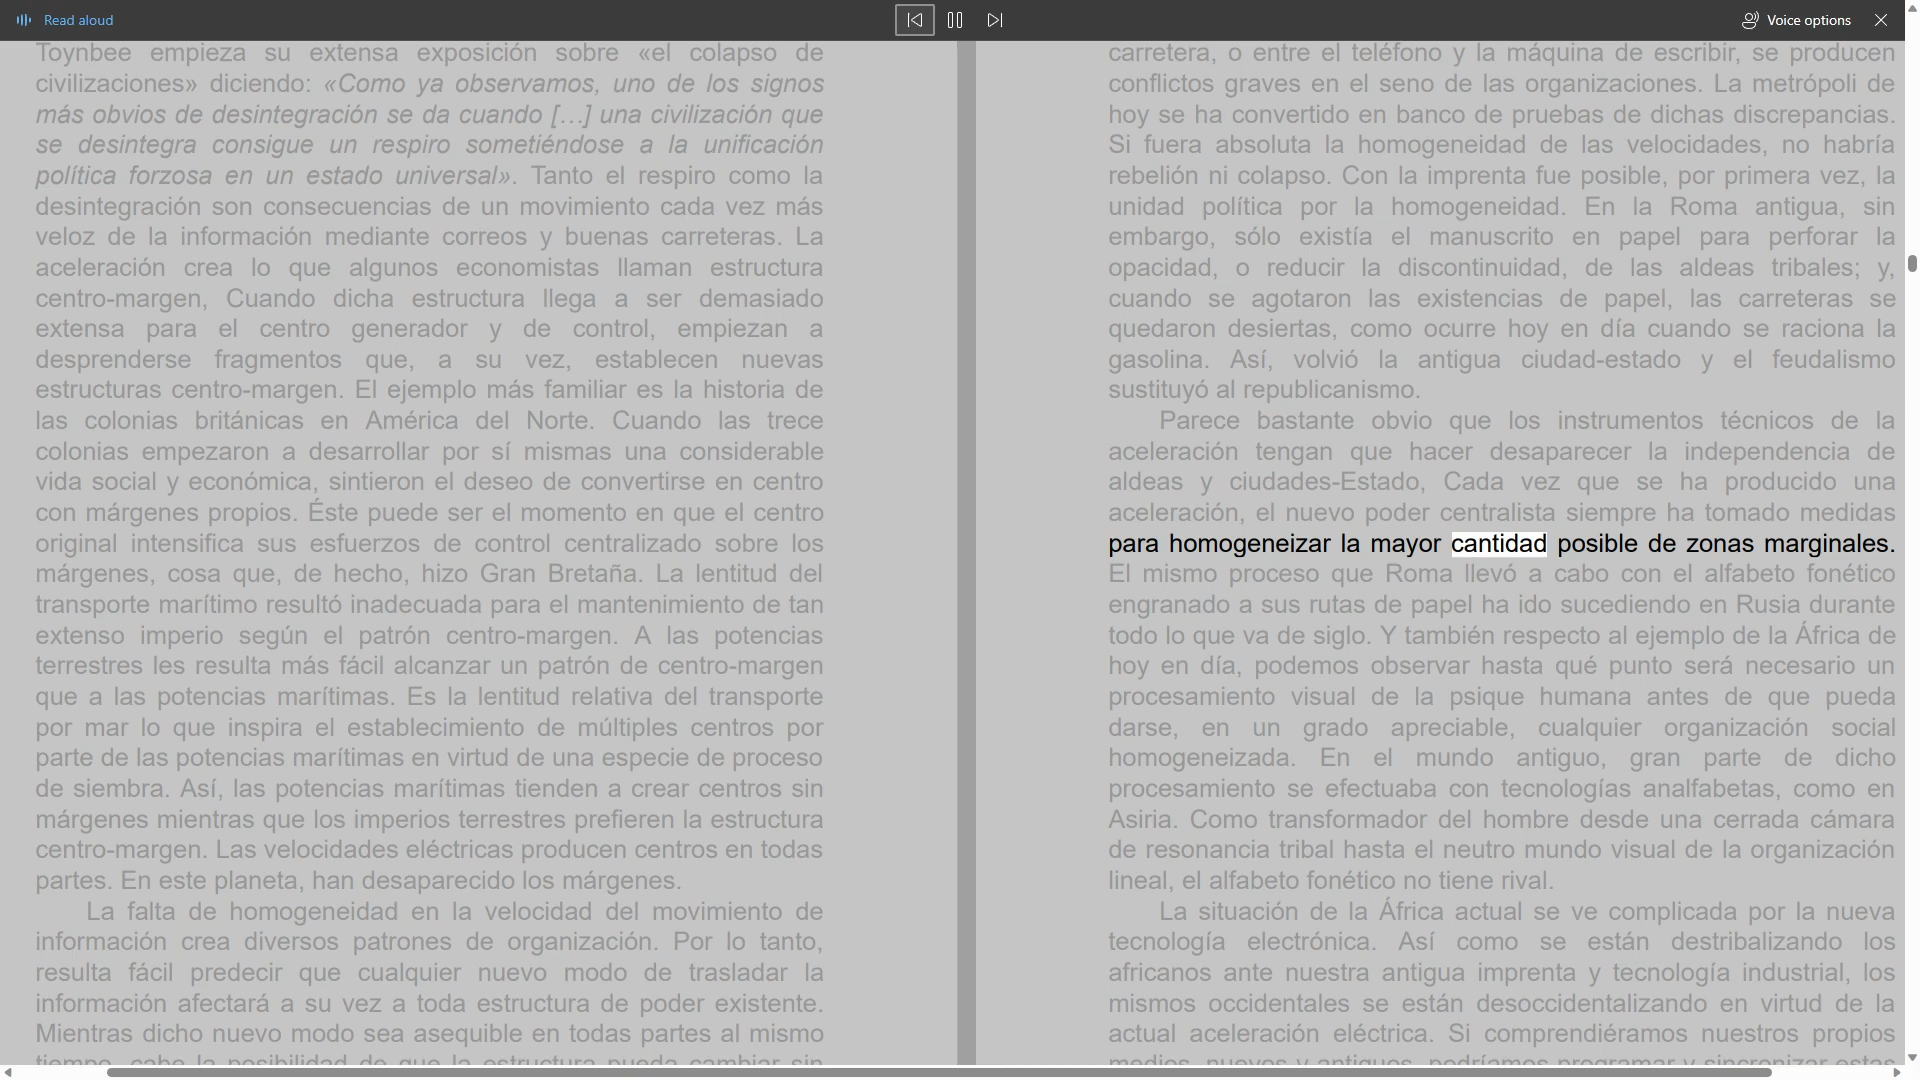 Read aloud
Voice options
Toynbee empieza su extensa exposición sobre «el colapso de
civilizaciones» diciendo: «Como ya observamos, uno de los signos
más obvios de desintegración se da cuando [...] una civilización que
se desintegra consigue un respiro sometiéndose a la unificación
política forzosa en un estado universal». Tanto el respiro como la
desintegración son consecuencias de un movimiento cada vez más
veloz de la información mediante correos y buenas carreteras. La
aceleración crea lo que algunos economistas llaman estructura
centro-margen, Cuando dicha estructura llega a ser demasiado
extensa para el centro generador y de control, empiezan a
desprenderse fragmentos que, a su vez, establecen nuevas
estructuras centro-margen. El ejemplo más familiar es la historia de
las colonias británicas en América del Norte. Cuando las trece
colonias empezaron a desarrollar por sí mismas una considerable
vida social y económica, sintieron el deseo de convertirse en centro
con márgenes propios. Éste puede ser el momento en que el centro
original intensifica sus esfuerzos de control centralizado sobre los
márgenes, cosa que, de hecho, hizo Gran Bretaña. La lentitud del
transporte marítimo resultó inadecuada para el mantenimiento de tan
extenso imperio según el patrón centro-margen. A las potencias
terrestres les resulta más fácil alcanzar un patrón de centro-margen
que a las potencias marítimas. Es la lentitud relativa del transporte
por mar lo que inspira el establecimiento de múltiples centros por
parte de las potencias marítimas en virtud de una especie de proceso
de siembra. Así, las potencias marítimas tienden a crear centros sin
márgenes mientras que los imperios terrestres prefieren la estructura
centro-margen. Las velocidades eléctricas producen centros en todas
partes. En este planeta, han desaparecido los márgenes.
La falta de homogeneidad en la velocidad del movimiento de
información crea diversos patrones de organización. Por lo tanto,
resulta fácil predecir que cualquier nuevo modo de trasladar la
información afectará a su vez a toda estructura de poder existente.
Mientras dicho nuevo modo sea asequible en todas partes al mismo
tiempo, cabe la posibilidad de que la estructura pueda cambiar sin
carretera, o entre el teléfono y la máquina de escribir, se producen
conflictos graves en el seno de las organizaciones. La metrópoli de
hoy se ha convertido en banco de pruebas de dichas discrepancias.
Si fuera absoluta la homogeneidad de las velocidades, no habría
rebelión ni colapso. Con la imprenta fue posible, por primera vez, la
unidad política por la homogeneidad. En la Roma antigua, sin
embargo, sólo existía el manuscrito en papel para perforar la
opacidad, o reducir la discontinuidad, de las aldeas tribales; y,
cuando se agotaron las existencias de papel, las carreteras se
quedaron desiertas, como ocurre hoy en día cuando se raciona la
gasolina. Así, volvió la antigua ciudad-estado y el feudalismo
sustituyó al republicanismo.
Parece bastante obvio que los instrumentos técnicos de la
aceleración tengan que hacer desaparecer la independencia de
aldeas y ciudades-Estado, Cada vez que se ha producido una
aceleración, el nuevo poder centralista siempre ha tomado medidas
para homogeneizar la mayor cantidad posible de zonas marginales.
El mismo proceso que Roma llevó a cabo con el alfabeto fonético
engranado a sus rutas de papel ha ido sucediendo en Rusia durante
todo lo que va de siglo. Y también respecto al ejemplo de la África de
hoy en día, podemos observar hasta qué punto será necesario un
procesamiento visual de la psique humana antes de que pueda
darse, en un grado apreciable, cualquier organización social
homogeneizada. En el mundo antiguo, gran parte de dicho
procesamiento se efectuaba con tecnologías analfabetas, como en
Asiria. Como transformador del hombre desde una cerrada cámara
de resonancia tribal hasta el neutro mundo visual de la organización
lineal, el alfabeto fonético no tiene rival.
La situación de la África actual se ve complicada por la nueva
tecnología electrónica. Así como se están destribalizando los
africanos ante nuestra antigua imprenta y tecnología industrial, los
mismos occidentales se están desoccidentalizando en virtud de la
actual aceleración eléctrica. Si comprendiéramos nuestros propios
medios, nuevos y antiguos, podríamos programar y sincronizar estas